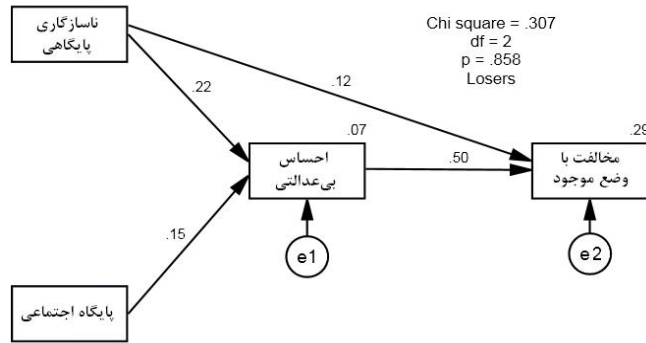 ناسازگاری
پایگاهی
Chi square = .307
df = 2
p = .858
Losers
.22
.12
.07
.29
احساس
بی‌عدالتی
.50
مخالفت با
وضع موجود
.15
e1
e2
پایگاه اجتماعی